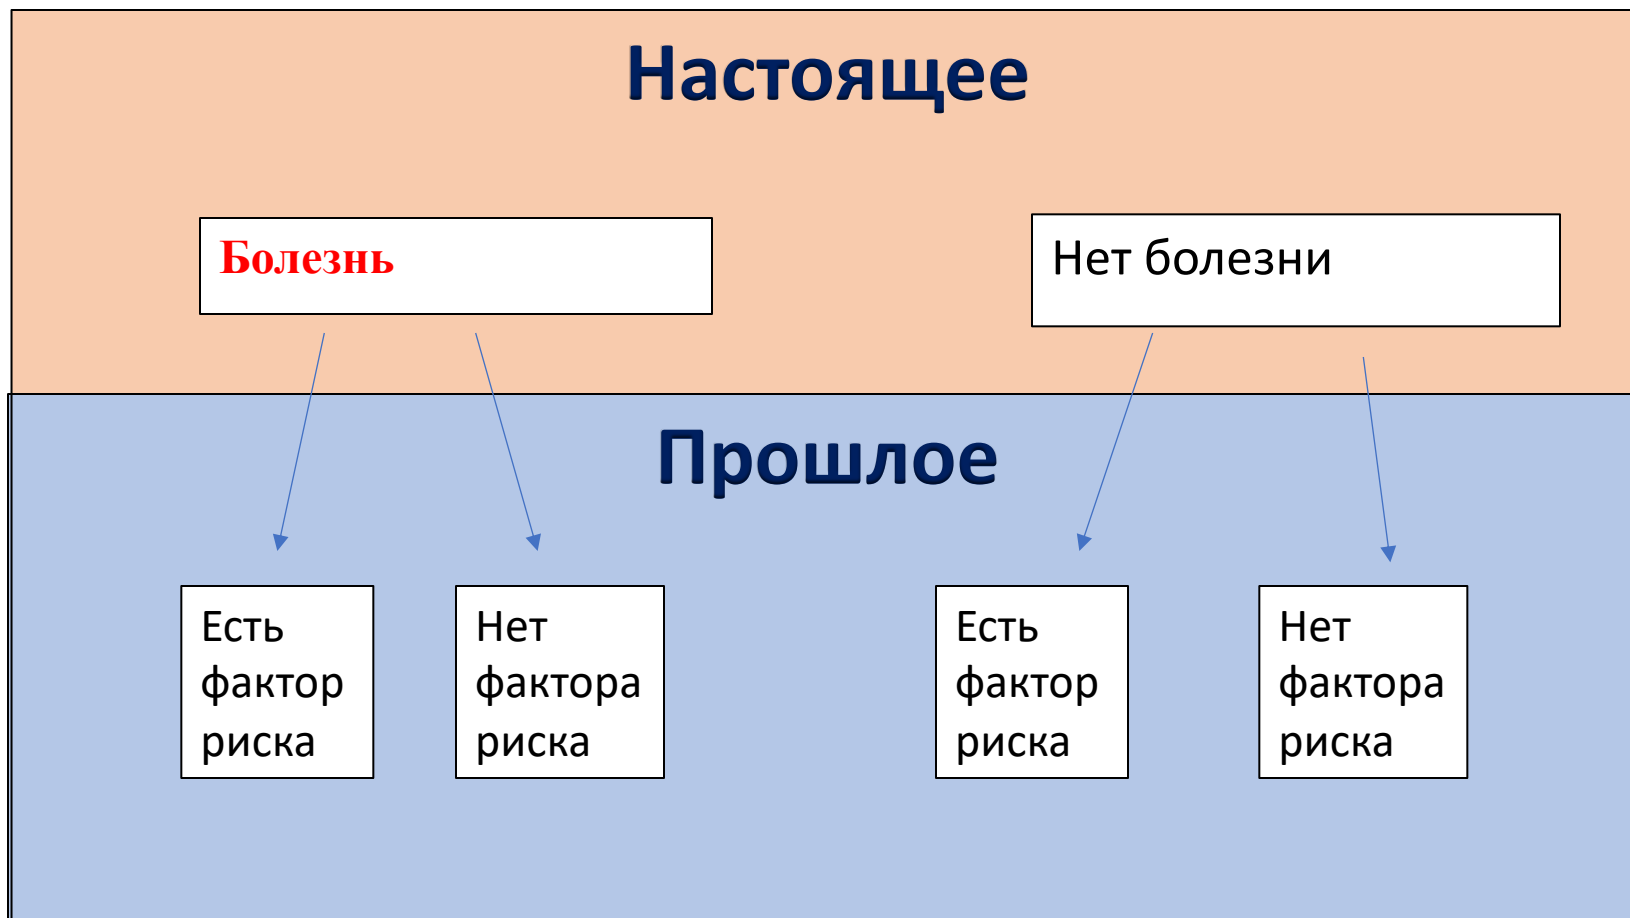 Настоящее
Болезнь
Нет болезни
Прошлое
Есть
фактор
риска
Нет
фактора
риска
Есть
фактор
риска
Нет
фактора
риска